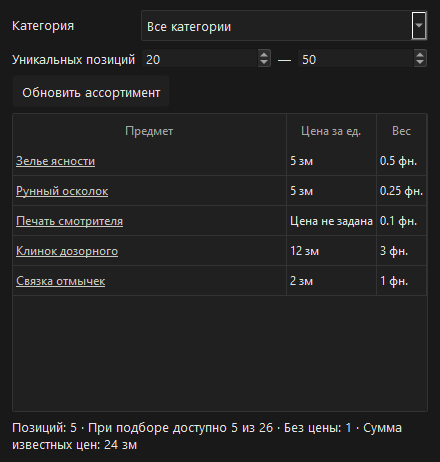 Категория Все категории
Уникальных позиций 20 — 50
Обновить ассортимент
Предмет Цена за ед. Вес
Зелье ясности 5 зм 0.5 фн.
Рунный осколок 5 зм 0.25 фн.
Печать смотрителя Цена не задана 0.1 фн.
Клинок дозорного 12 зм 3 фн.
Связка отмычек 2 зм 1 фн.
Позиций: 5 · При подборе доступно 5 из 26 · Без цены: 1 · Сумма
известных цен: 24 зм